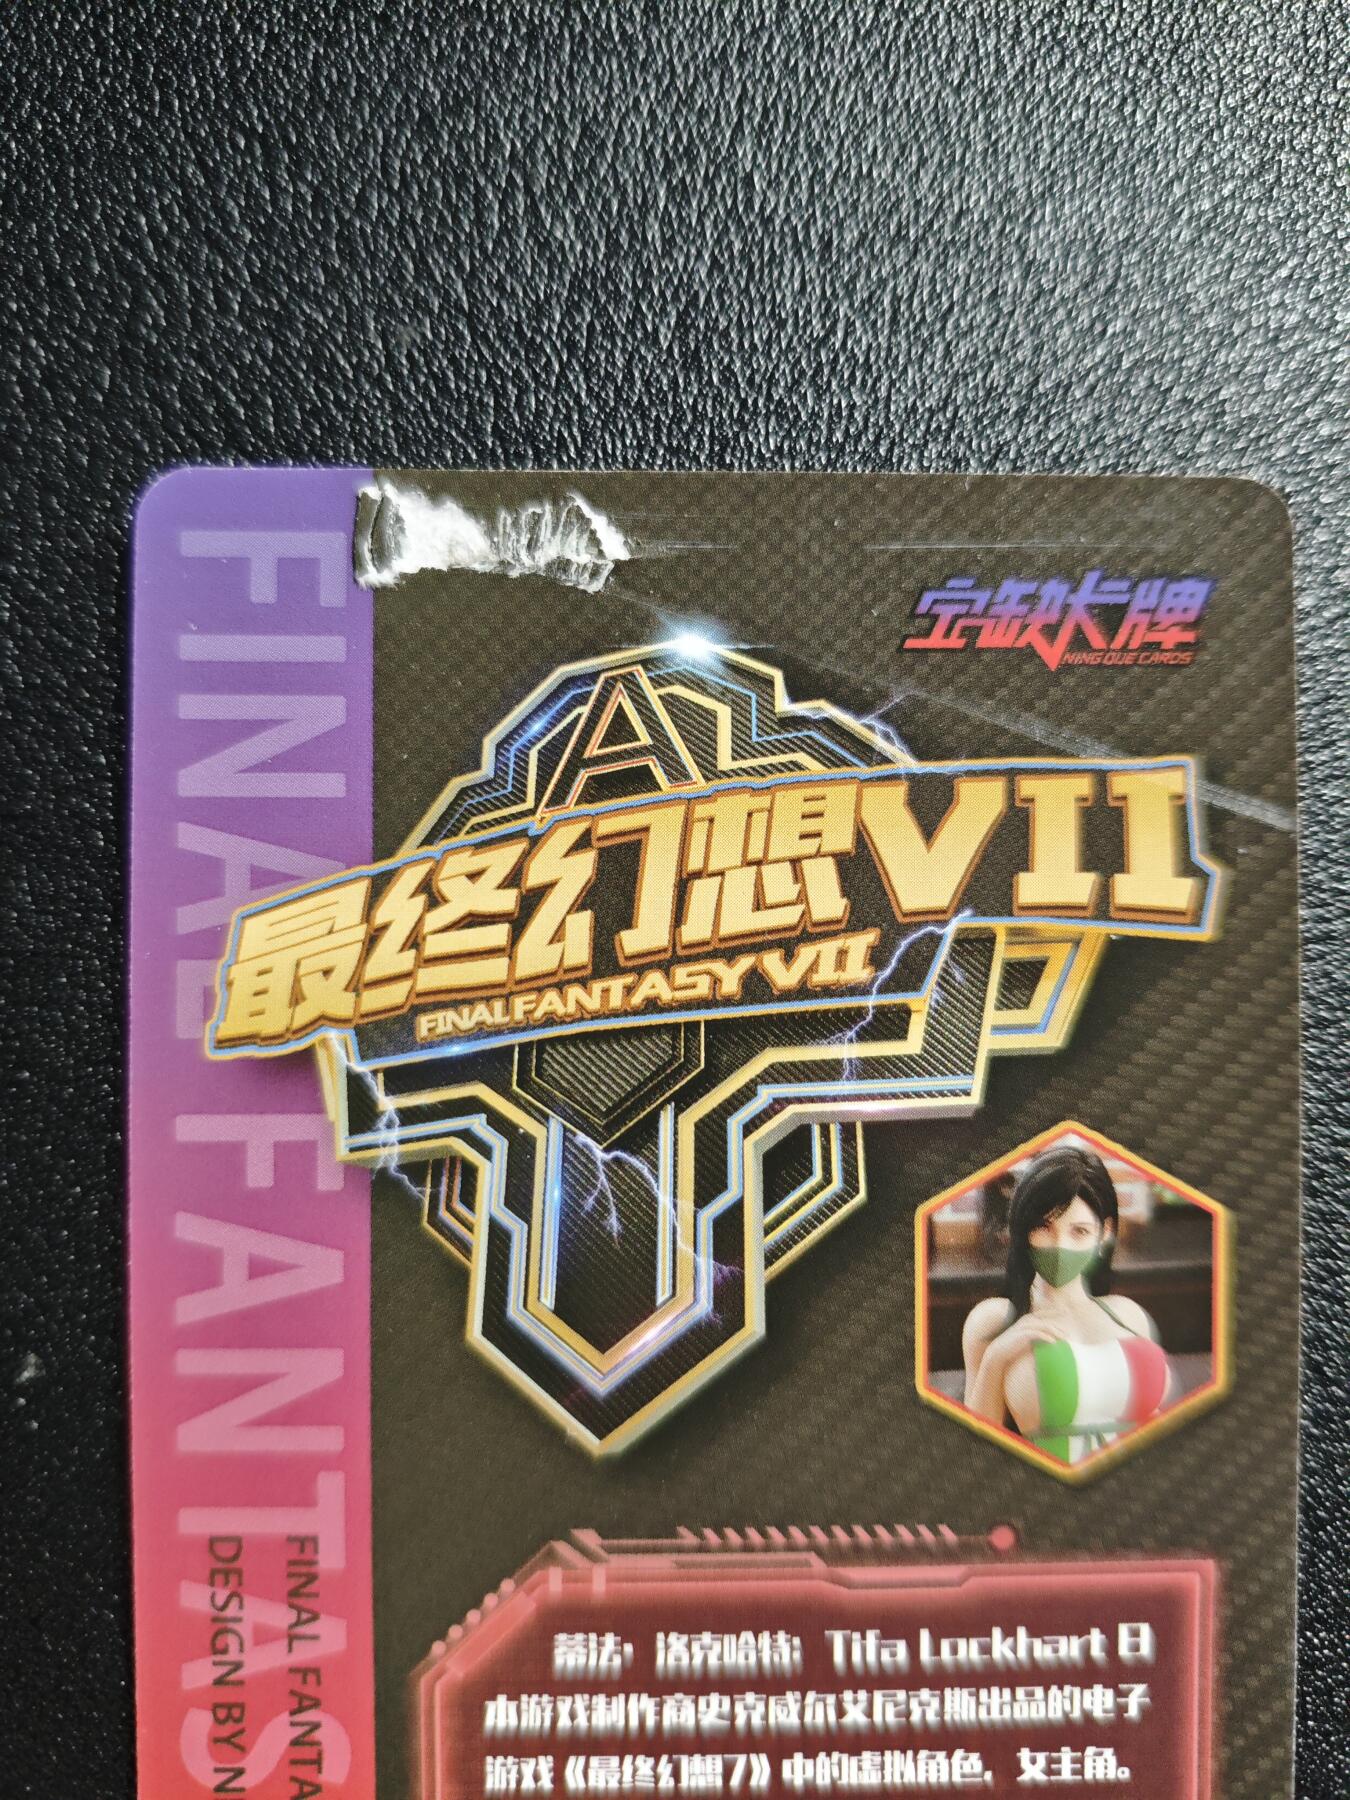 宁缺大牌
NING QUE CARDS
A
最终幻想VII
FINAL FANTASY VII
FINAL FANTAS
FINAL FANTA
DESIGN BY N
蒂法·洛克哈特: Tifa Lockhart 日
本游戏制作商史克威尔艾尼克斯出品的电子
游戏《最终幻想7》中的虚拟角色，女主角。